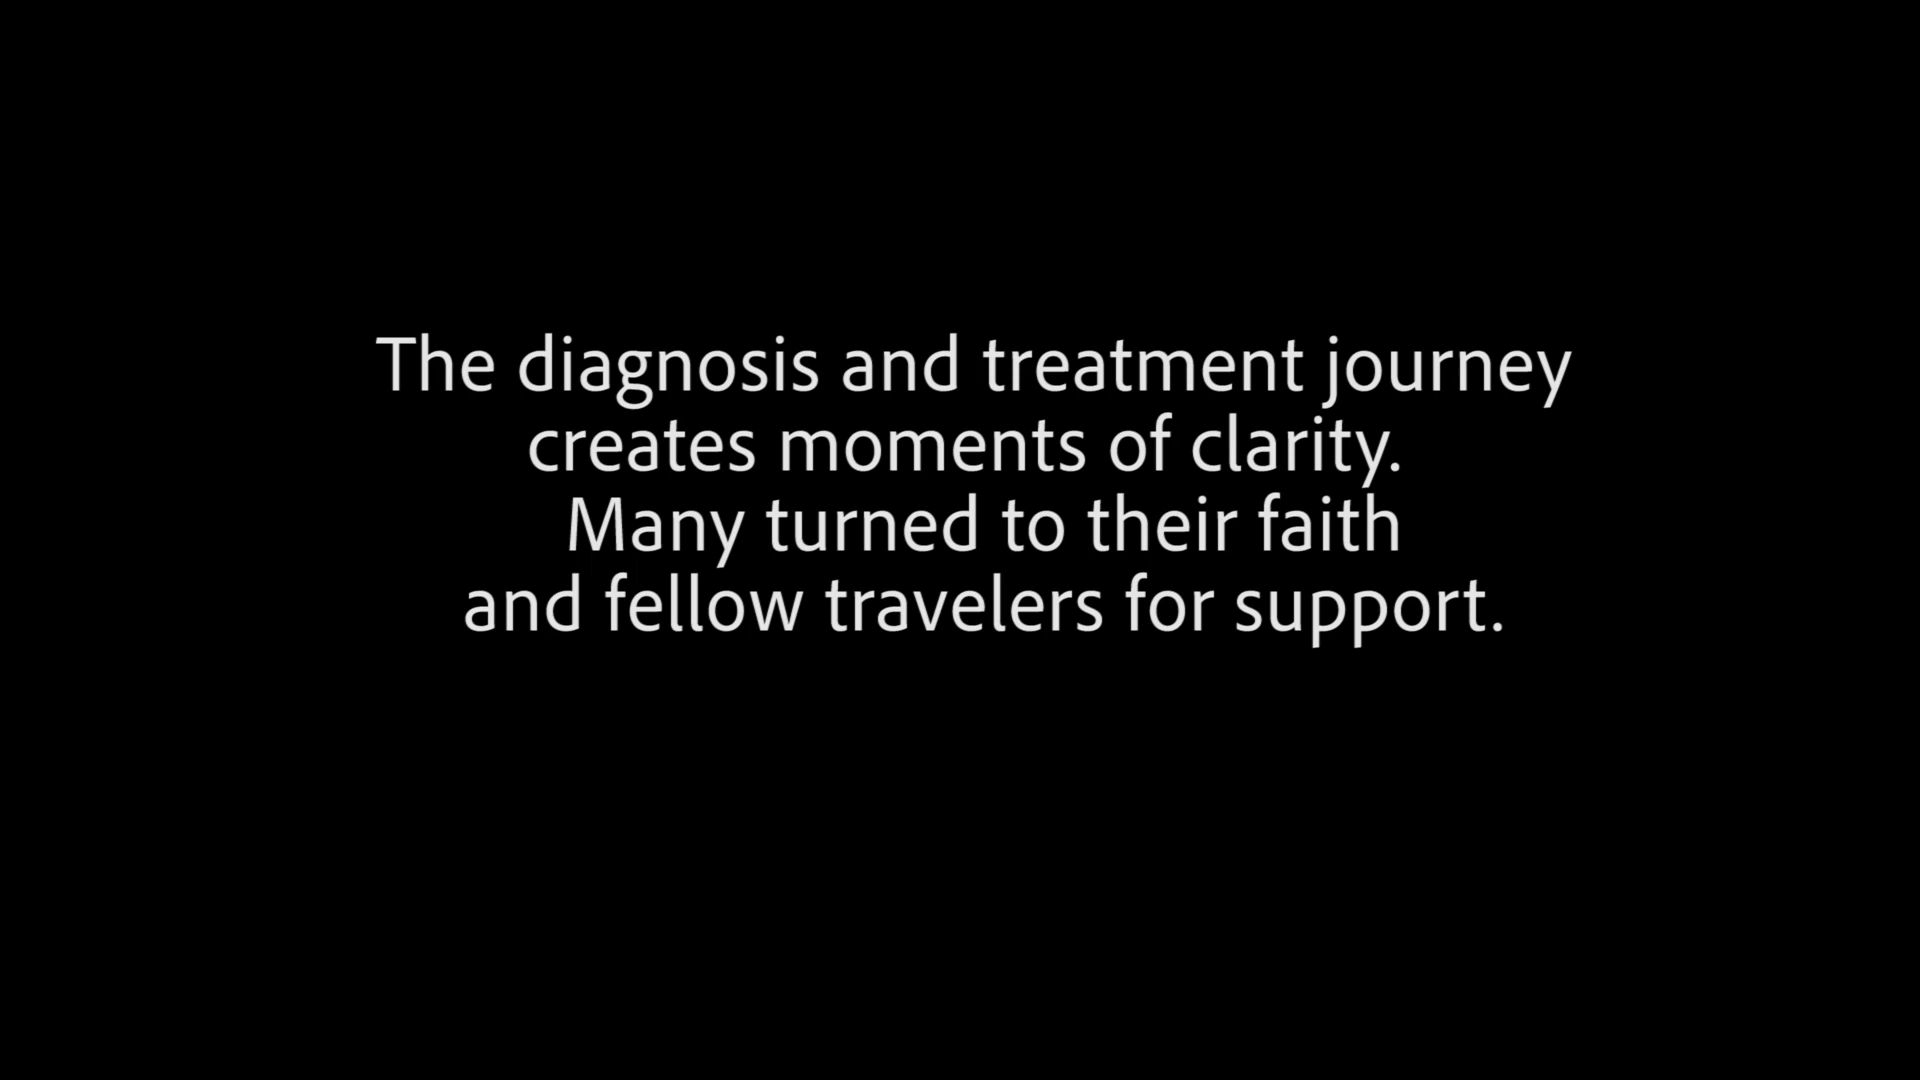 The diagnosis and treatment journey
creates moments of clarity.
Many turned to their faith
and fellow travelers for support.